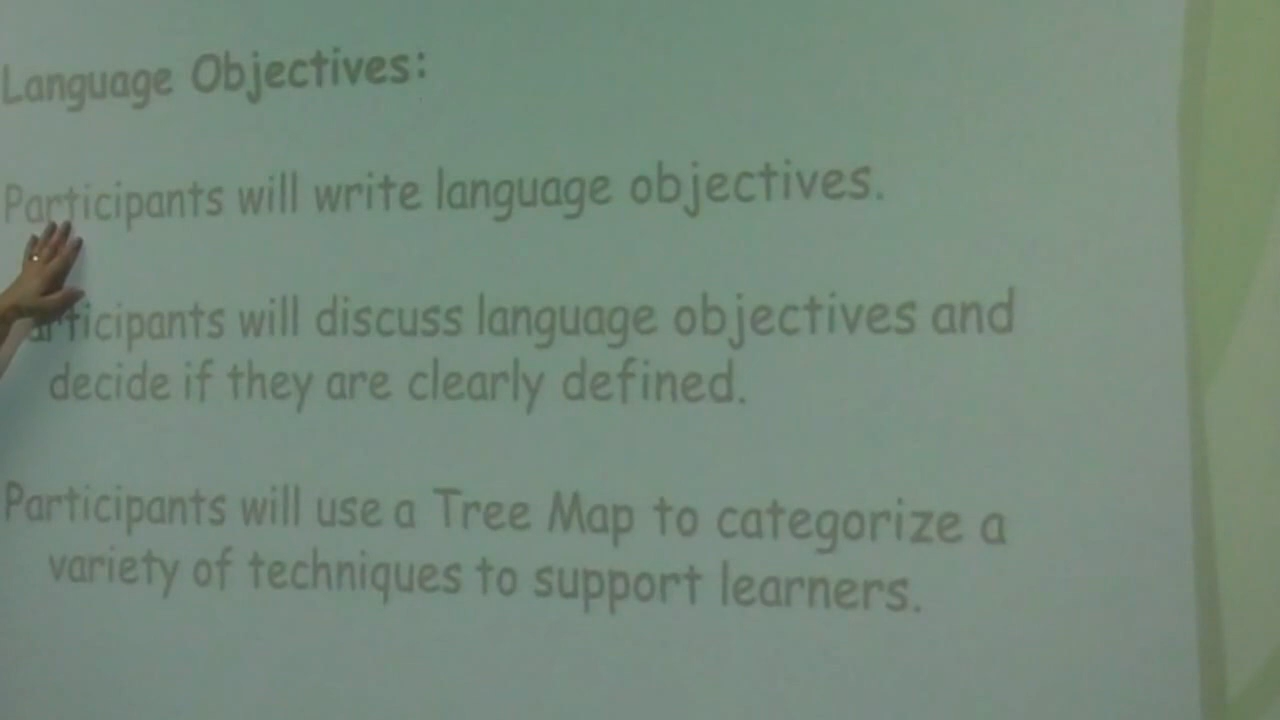 Language Objectives:
Participants will write language objectives.
Participants will discuss language objectives and
decide if they are clearly defined.
Participants will use a Tree Map to categorize a
variety of techniques to support learners.